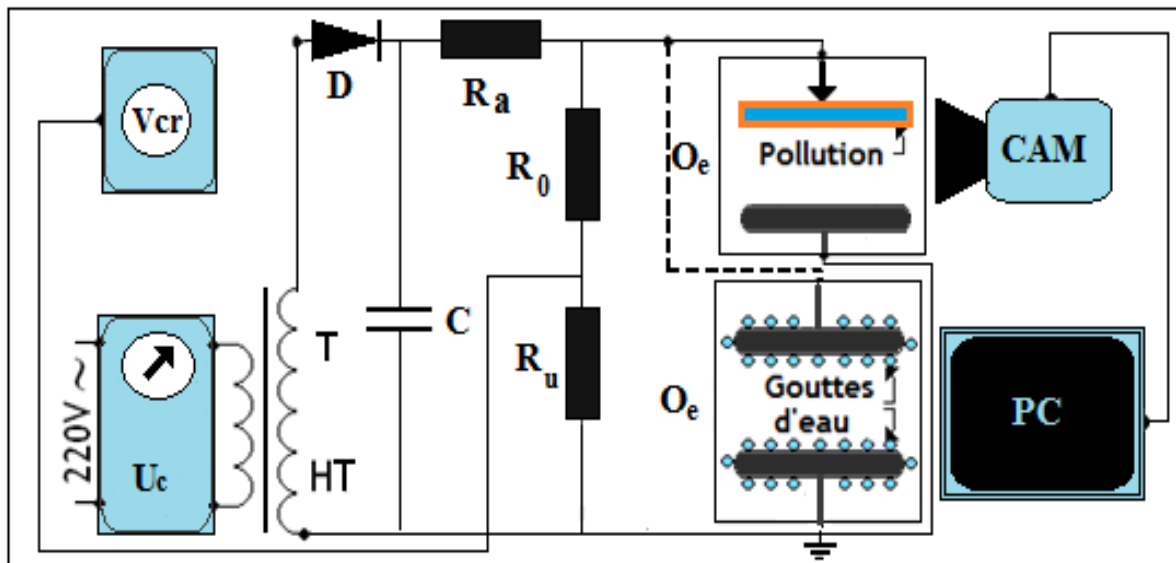 Vcr
D
Ra
R0
Oe
Pollution
CAM
220V ~
Uc
T
HT
C
Ru
Oe
Gouttes
d'eau
PC